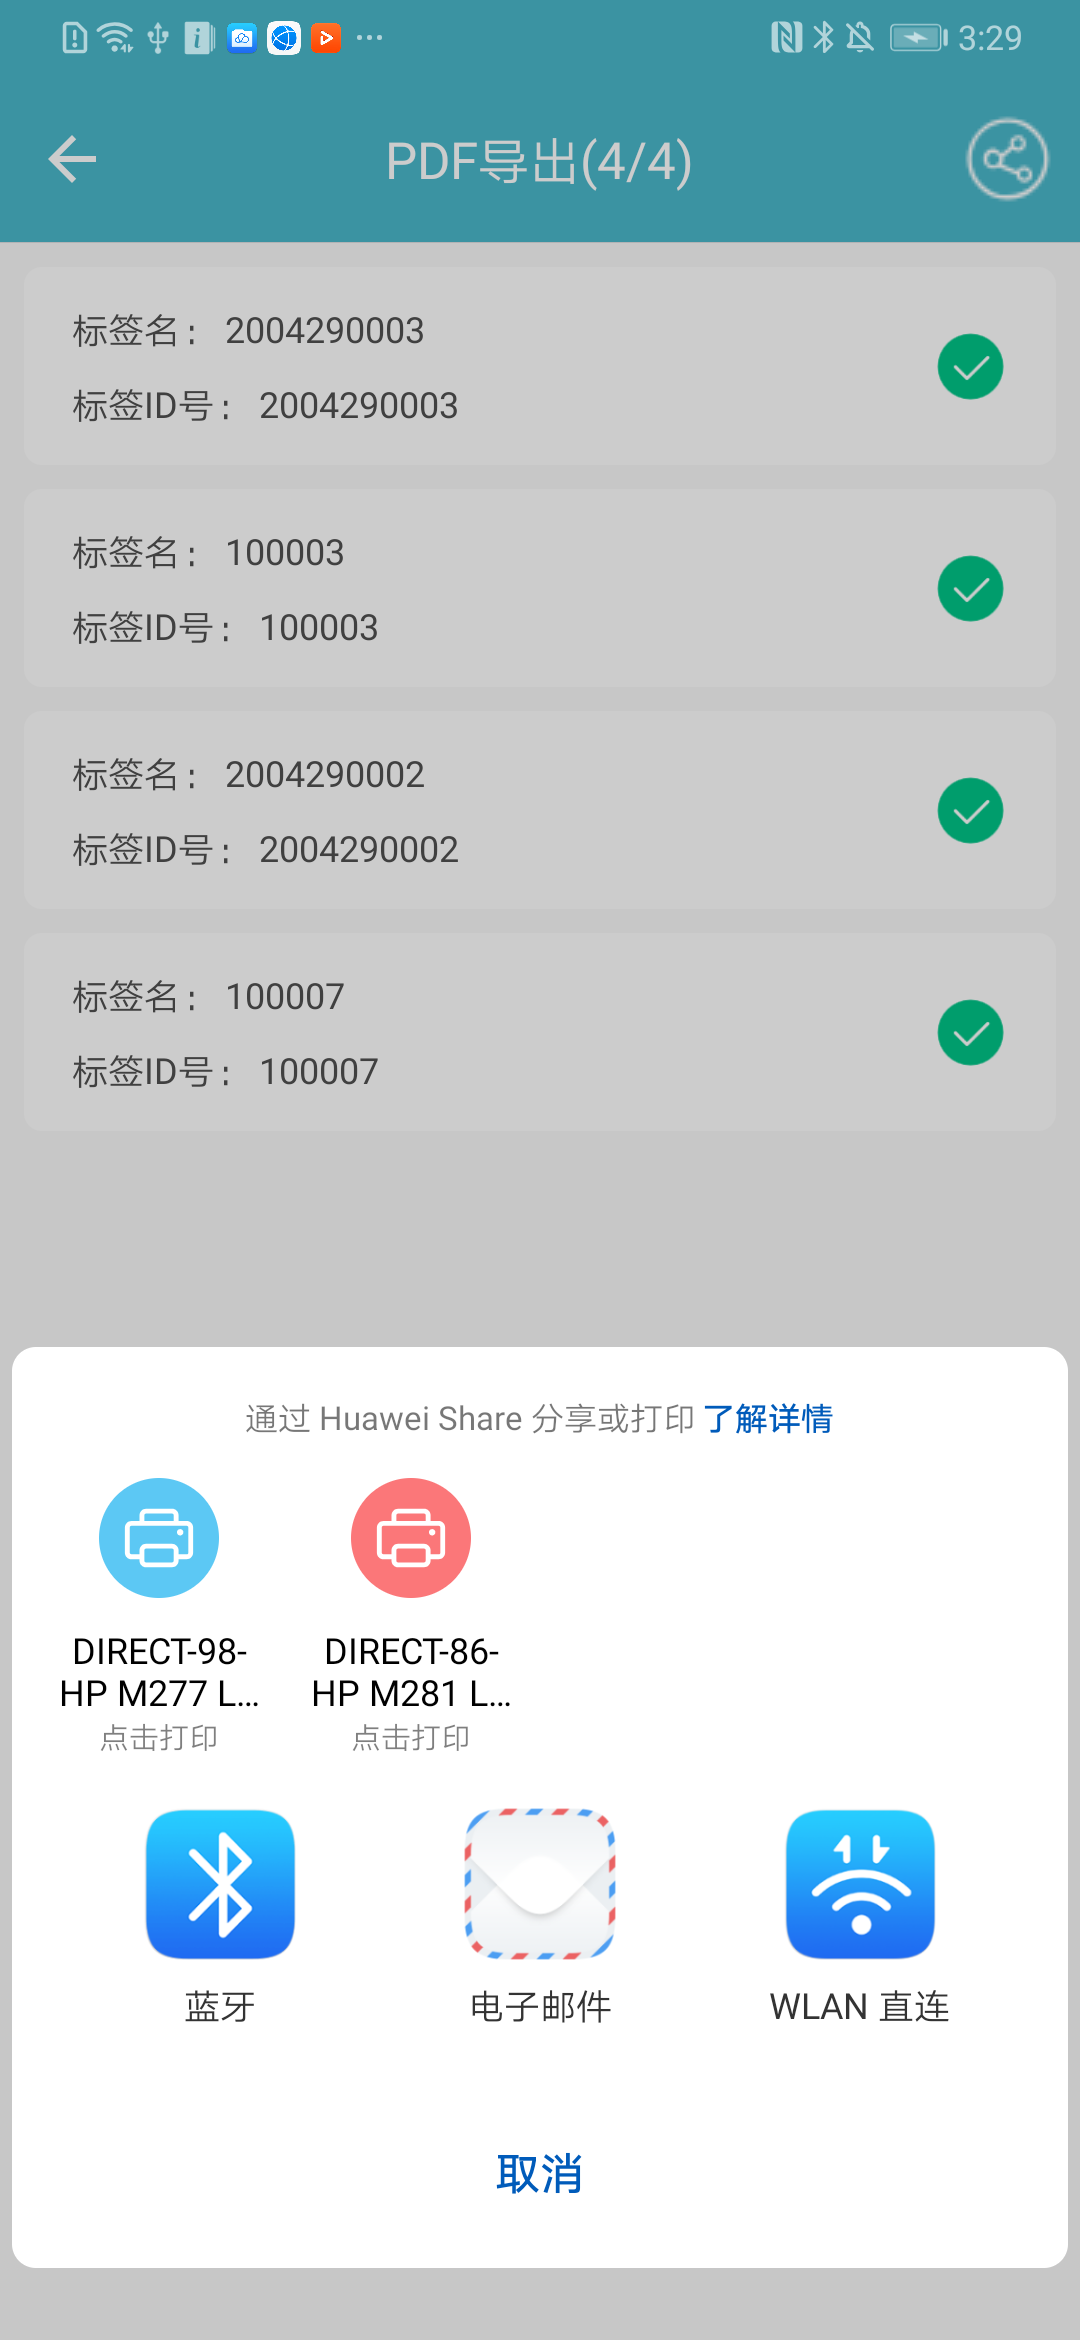 3:29
PDF导出(4/4)
标签名： 2004290003
标签ID号： 2004290003
标签名： 100003
标签ID号： 100003
标签名： 2004290002
标签ID号： 2004290002
标签名： 100007
标签ID号： 100007
通过 Huawei Share 分享或打印 了解详情
DIRECT-98-
HP M277 L...
点击打印
DIRECT-86-
HP M281 L...
点击打印
蓝牙
电子邮件
WLAN 直连
取消